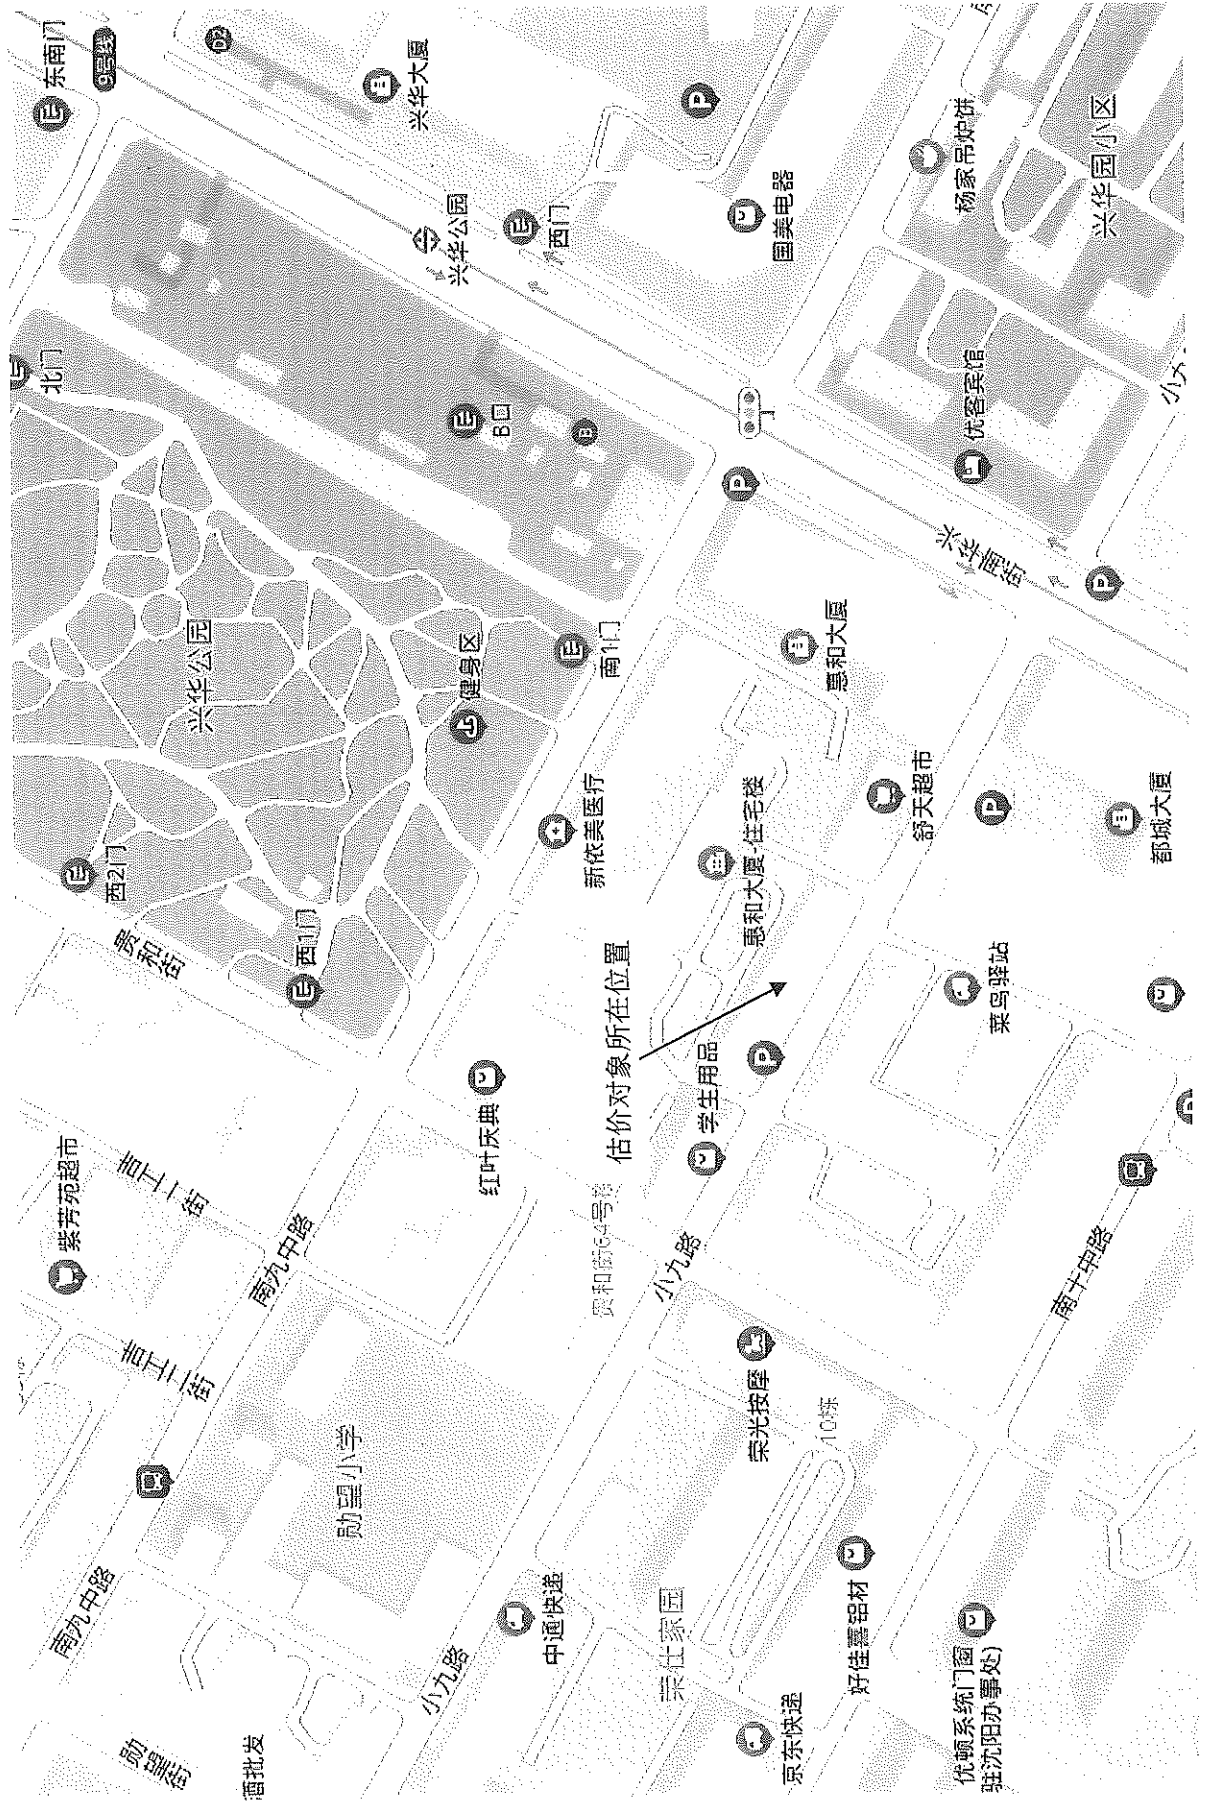 酒批发
勋望街
南九中路
吉工二街
紫芳苑超市
吉工一街
勋望小学
南九中路
小九路
中通快递
红叶庆典
贵和街
西2门
西1门
兴华公园
北门
东南1门
9号线
D2
兴华大厦
健身区
B口
B
兴华公园
西门
南1门
新依美医疗
估价对象所在位置
贵和街64号
小九路
学生用品
P
惠和大厦-住宅楼
惠和大厦
P
国美电器
P
荣仕家园
京东快递
好佳嘉铝材
荣光按摩
10栋
舒天超市
兴华南街
优客宾馆
杨家吊炉饼
兴华园小区
优顿系统门窗
驻沈阳办事处)
南十中路
菜鸟驿站
P
都城大厦
P